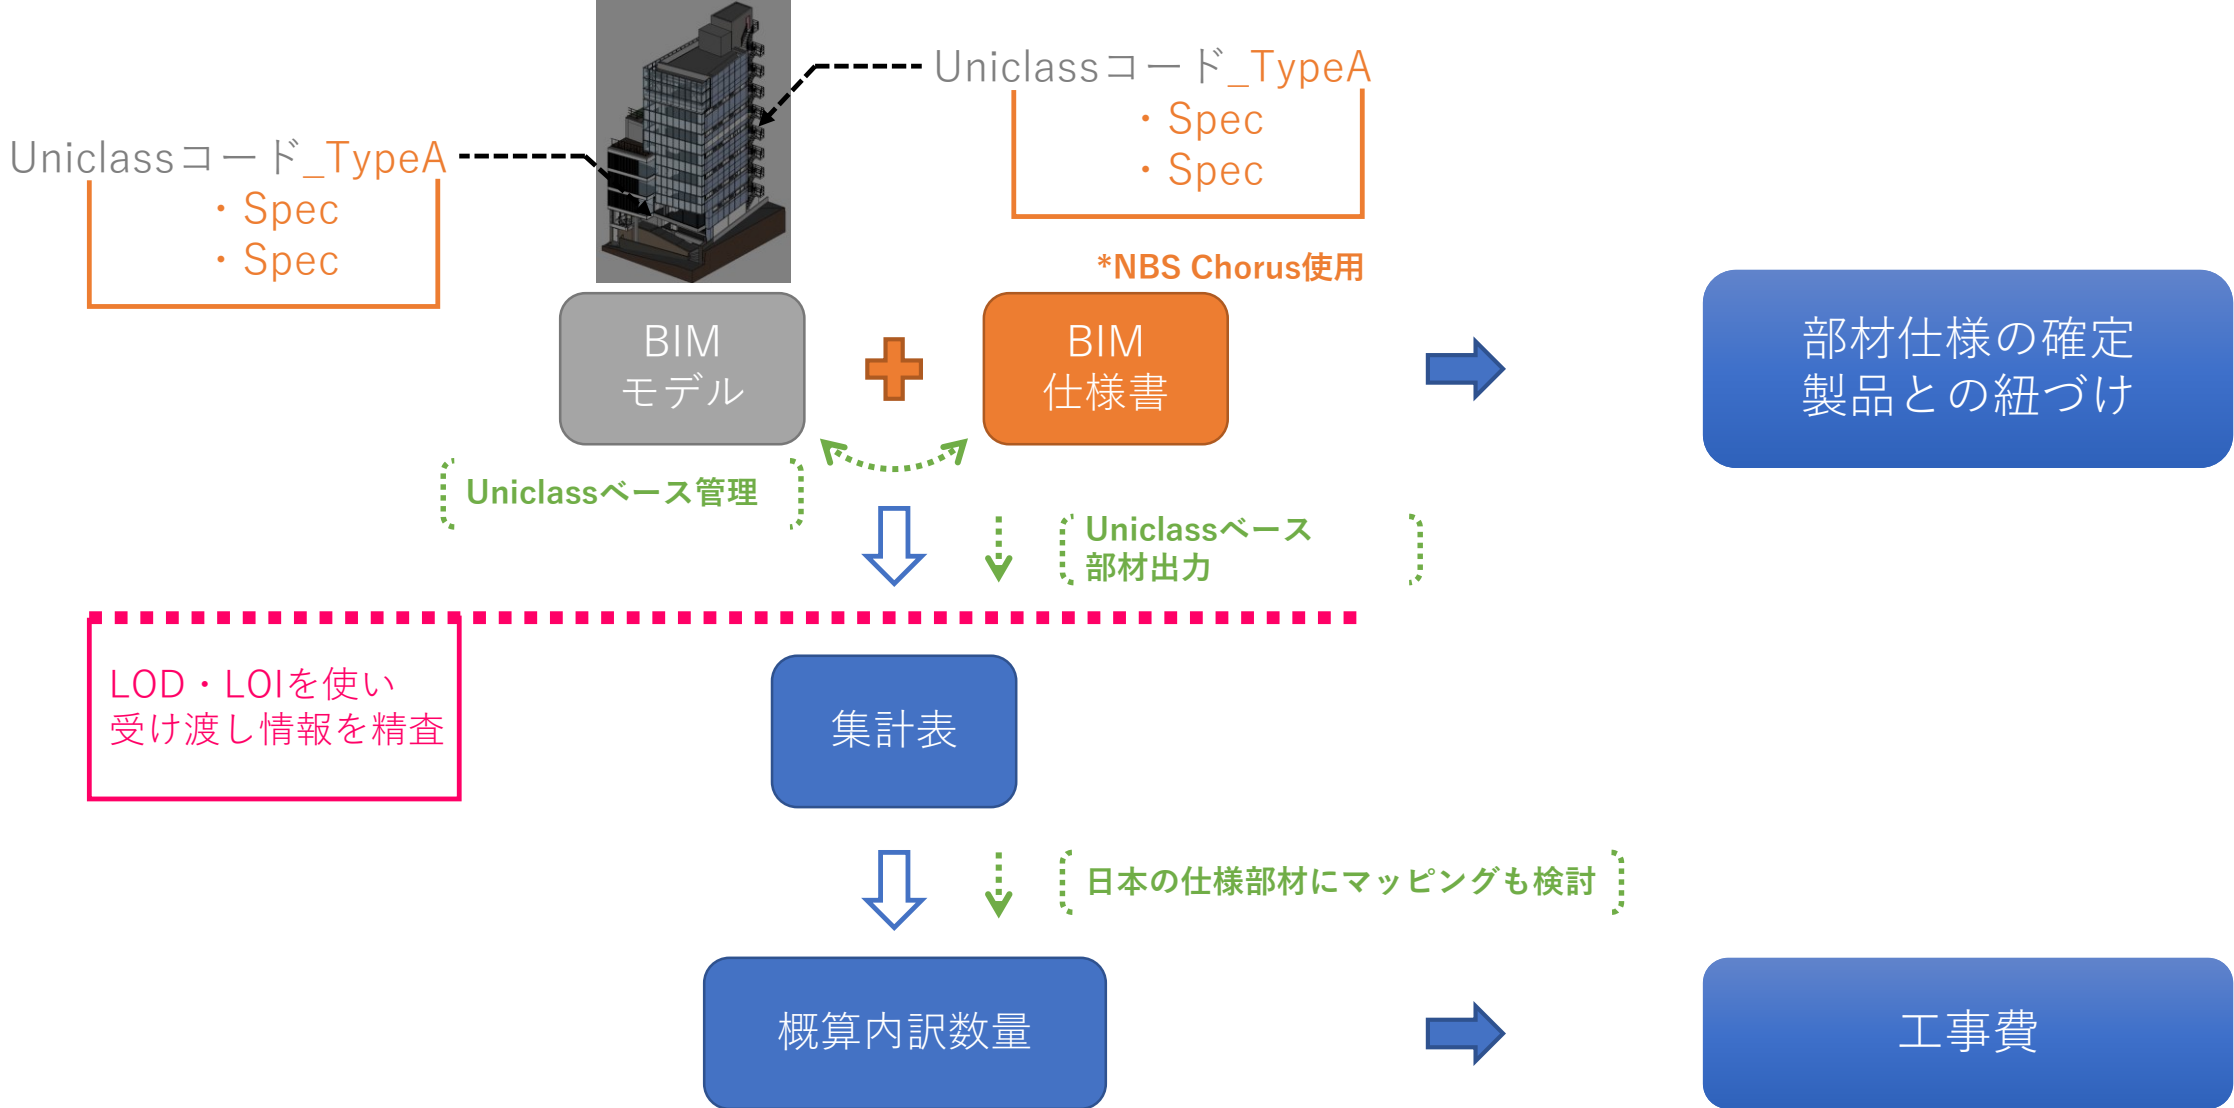 Uniclassコード_TypeA
・Spec
・Spec
Uniclassコード_TypeA
・Spec
・Spec
*NBS Chorus使用
BIM
モデル
BIM
仕様書
部材仕様の確定
製品との紐づけ
Uniclassベース管理
Uniclassベース
部材出力
LOD・LOIを使い
受け渡し情報を精査
集計表
日本の仕様部材にマッピングも検討
概算内訳数量
工事費